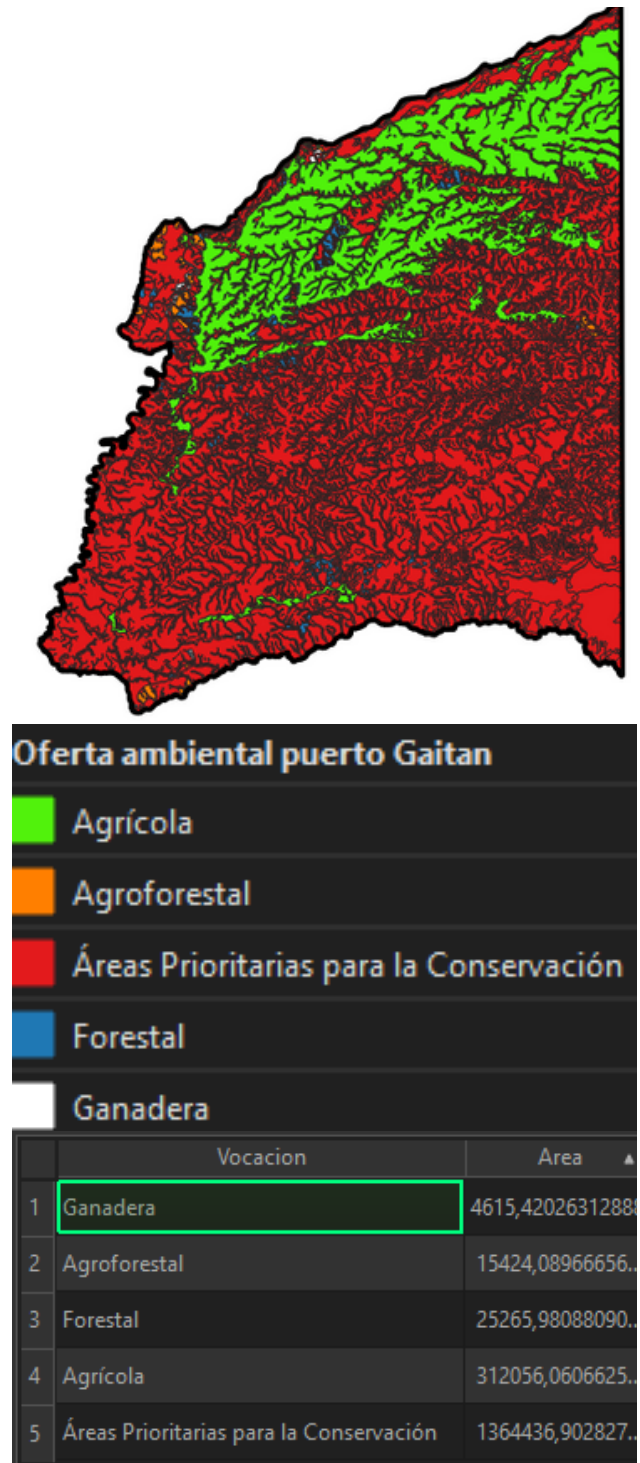 Oferta ambiental puerto Gaitan
Agrícola
Agroforestal
Áreas Prioritarias para la Conservación
Forestal
Ganadera
Vocacion Área
1 Ganadera 4615,42026312888
2 Agroforestal 15424,08966656...
3 Forestal 25265,98088090...
4 Agrícola 312056,0606625...
5 Áreas Prioritarias para la Conservación 1364436,902827...